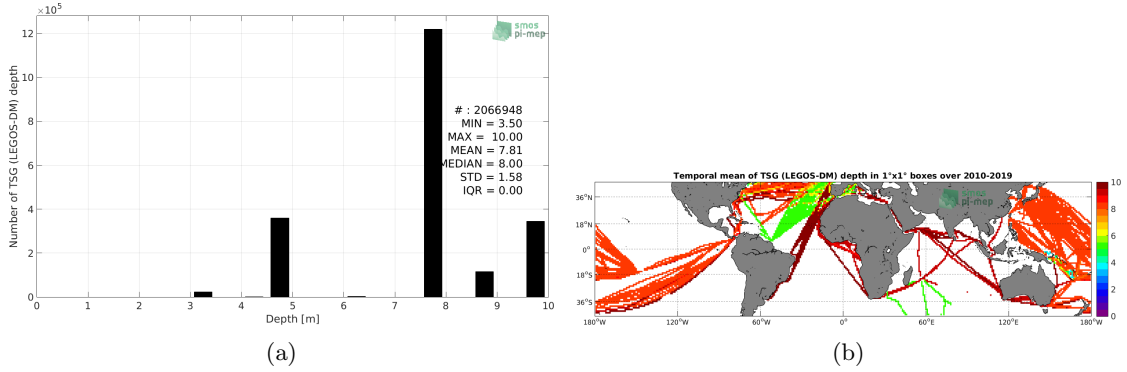 ×10⁵
smos
pi-mep
12
10
8
6
4
2
0
Number of TSG (LEGOS-DM) depth
# : 2066948
MIN = 3.50
MAX = 10.00
MEAN = 7.81
MEDIAN = 8.00
STD = 1.58
IQR = 0.00
0 1 2 3 4 5 6 7 8 9 10
Depth [m]
(a)
Temporal mean of TSG (LEGOS-DM) depth in 1°x1° boxes over 2010-2019
smos
pi-mep
36°N
18°N
0°
18°S
36°S
180°W 120°W 60°W 0° 60°E 120°E 180°W
10
8
6
4
2
0
(b)